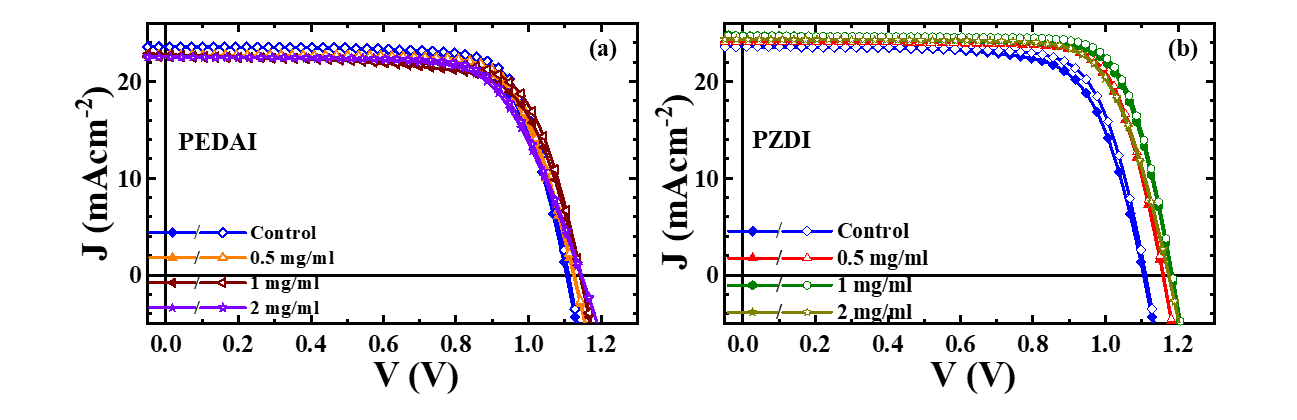 (a)
20
10
0
J (mAcm-2)
PEDAI
/ Control
/ 0.5 mg/ml
/ 1 mg/ml
/ 2 mg/ml
0.0 0.2 0.4 0.6 0.8 1.0 1.2
V (V)
(b)
20
10
0
J (mAcm-2)
PZDI
/ Control
/ 0.5 mg/ml
/ 1 mg/ml
/ 2 mg/ml
0.0 0.2 0.4 0.6 0.8 1.0 1.2
V (V)